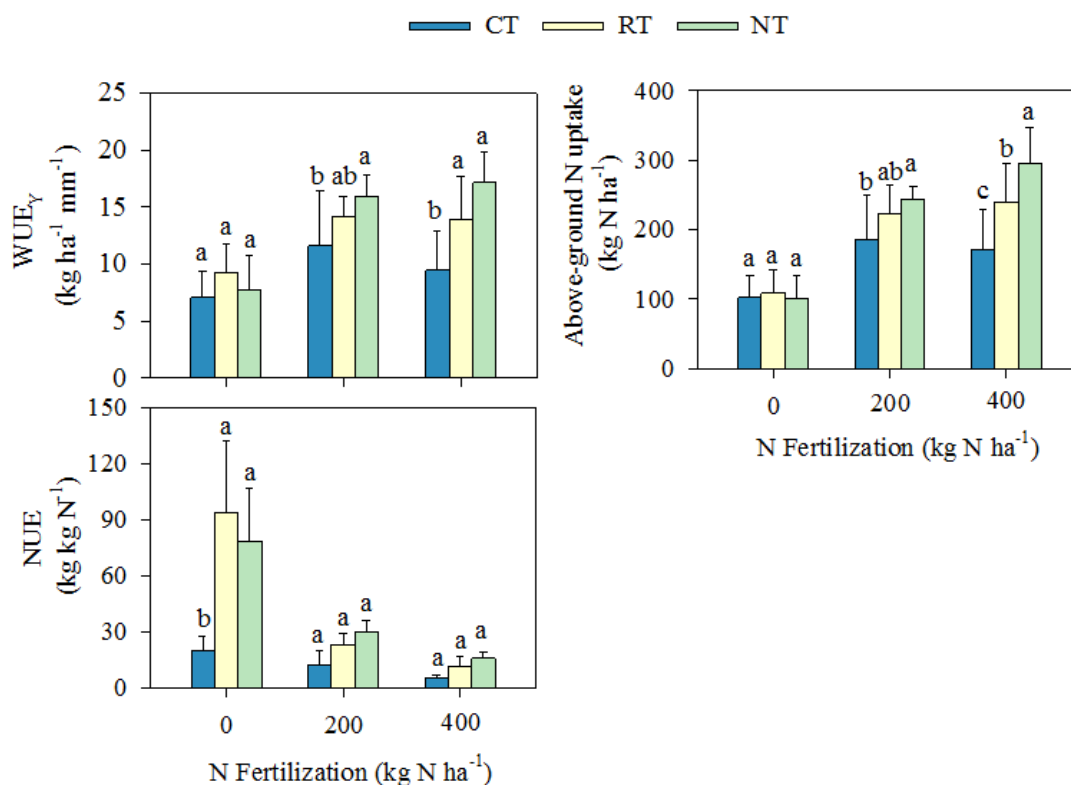 CT RT NT
WUEY
(kg ha-1 mm-1)
25
20
15
10
5
0
a a a
b ab a
b a a
Above-ground N uptake
(kg N ha-1)
400
300
200
100
0
a a a
b ab a
c b a
0 200 400
N Fertilization (kg N ha-1)
NUE
(kg kg N-1)
150
120
90
60
30
0
b a a
a a a
a a a
0 200 400
N Fertilization (kg N ha-1)